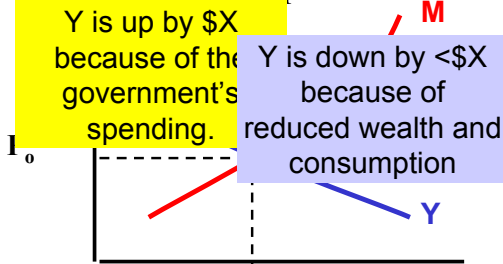 M
Y is up by $X
because of the
government's
spending.
Y is down by <$X
because of
reduced wealth and
consumption
o
Y